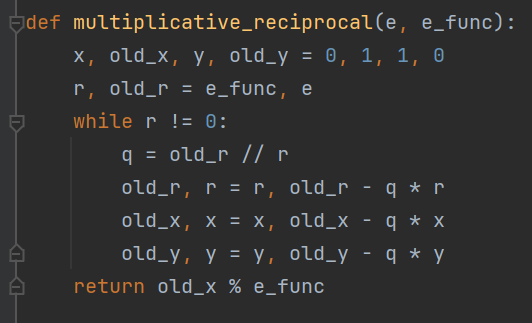 def multiplicative_reciprocal(e, e_func):
    x, old_x, y, old_y = 0, 1, 1, 0
    r, old_r = e_func, e
    while r != 0:
        q = old_r // r
        old_r, r = r, old_r - q * r
        old_x, x = x, old_x - q * x
        old_y, y = y, old_y - q * y
    return old_x % e_func